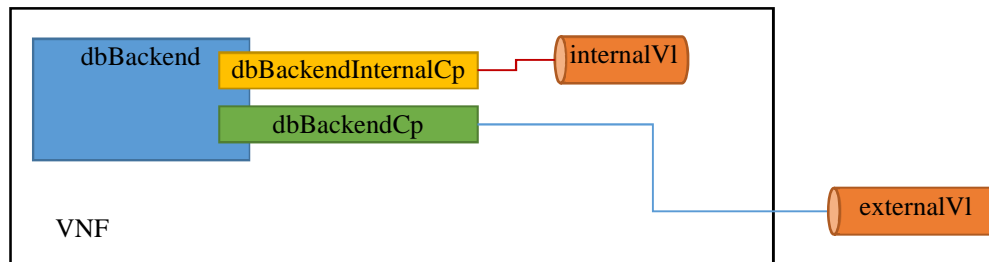 dbBackend
dbBackendInternalCp
internalVl
dbBackendCp
externalVl
VNF